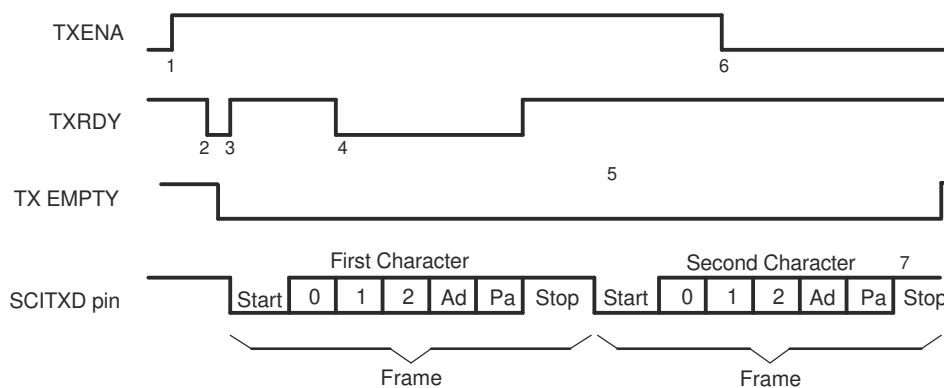 TXENA
1 6
TXRDY
2 3 4
5
TX EMPTY
First Character Second Character 7
SCITXD pin Start 0 1 2 Ad Pa Stop Start 0 1 2 Ad Pa Stop
Frame Frame